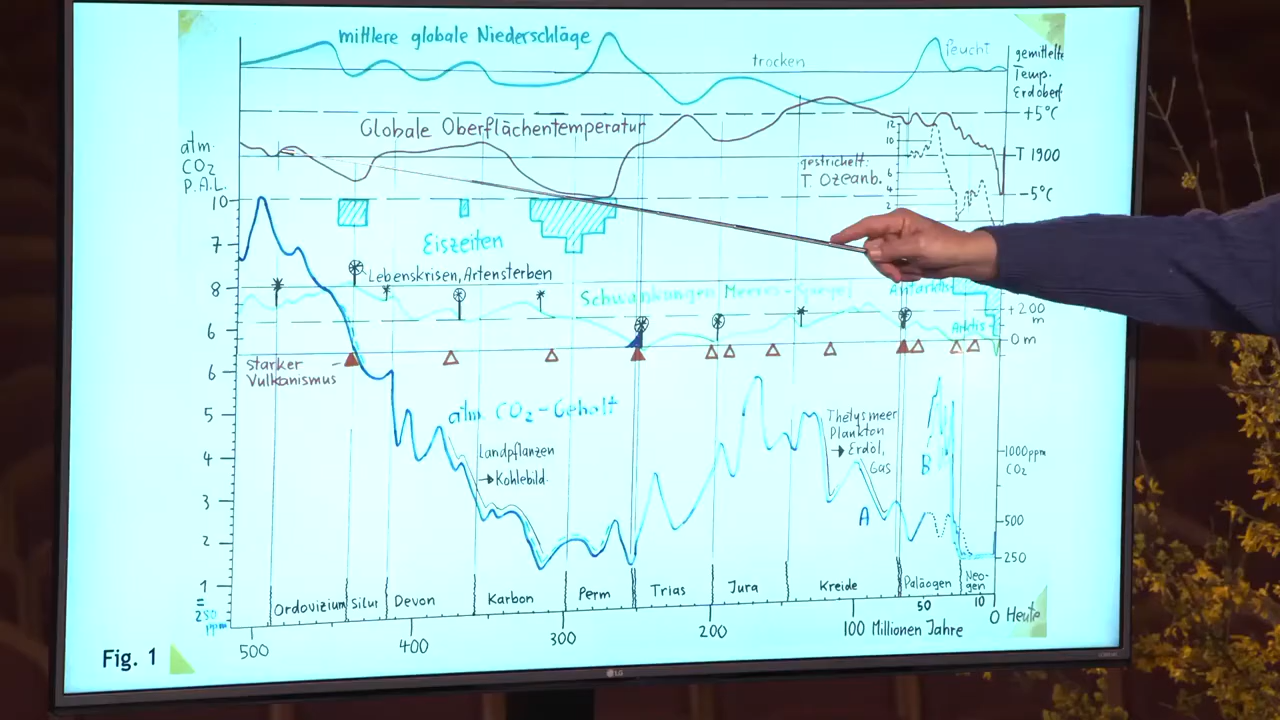 mittlere globale Niederschläge
trocken
feucht
gemittelte
Temp.
Erdoberf
+5°C
T 1900
-5°C
Globale Oberflächentemperatur
gestrichelt:
T. Ozeanb.
12
10
6
4
2
atm.
CO2
P.A.L.
10
7
8
6
6
5
4
3
2
1
=
250
ppm
Eiszeiten
Lebenskrisen, Artensterben
Schwankungen Meeres-Spiegel
Antarktis
Arktis
+200
m
0 m
starker
Vulkanismus
atm. CO2-Gehalt
Landpflanzen
→Kohlebild.
Thetysmeer
Plankton
→ Erdöl,
Gas
A
B
1000ppm
CO2
500
250
Ordovizium
Silur
Devon
Karbon
Perm
Trias
Jura
Kreide
Paläogen
Neo-
gen
500
400
300
200
100 Millionen Jahre
50
10
0 Heute
Fig. 1
LG